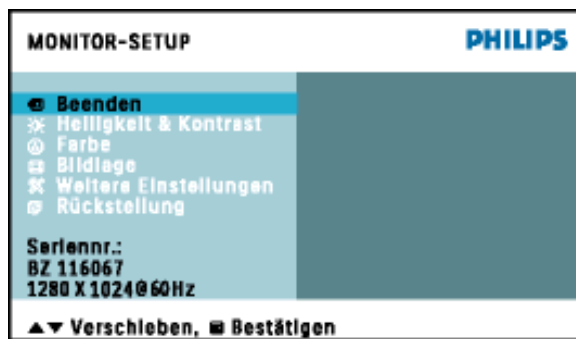 MONITOR-SETUP PHILIPS
Beenden
Helligkeit & Kontrast
Farbe
Bildlage
Weitere Einstellungen
Rückstellung
Seriennr.:
BZ 116067
1280 X 1024@60Hz
▲▼ Verschieben, Bestätigen